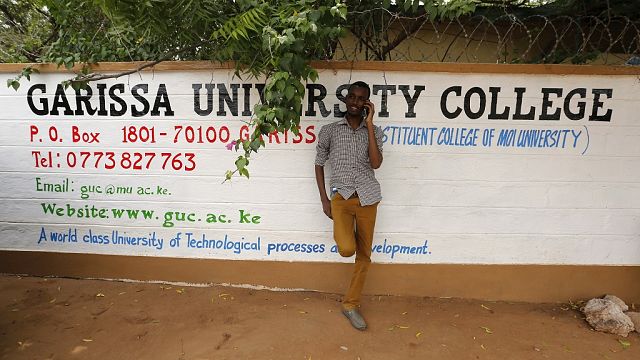 GARISSA UNIVERSITY COLLEGE
P. O. Box 1801 - 70100 GARISS STITUENT COLLEGE OF MOI UNIVERSITY )
Tel: 0773 827 763
Email: guc@mu.ac.ke.
Website: www.guc.ac.ke
A world class University of Technological processes a development.